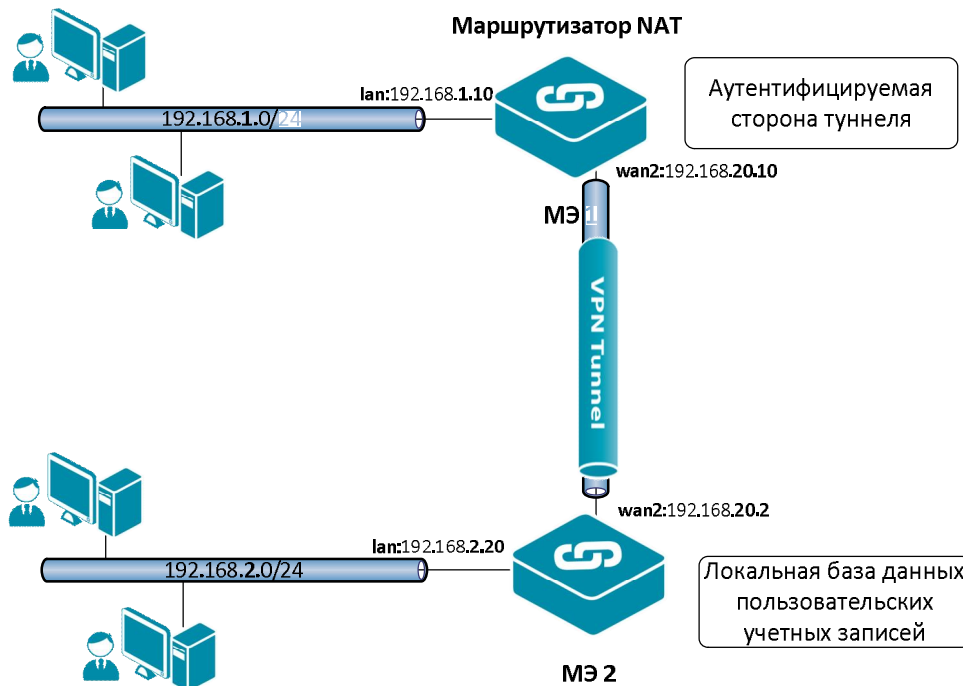 Маршрутизатор NAT
lan:192.168.1.10
Аутентифицируемая
сторона туннеля
192.168.1.0/24
wan2:192.168.20.10
МЭ 1
VPN Tunnel
wan2:192.168.20.2
lan:192.168.2.20
192.168.2.0/24
Локальная база данных
пользовательских
учетных записей
МЭ 2